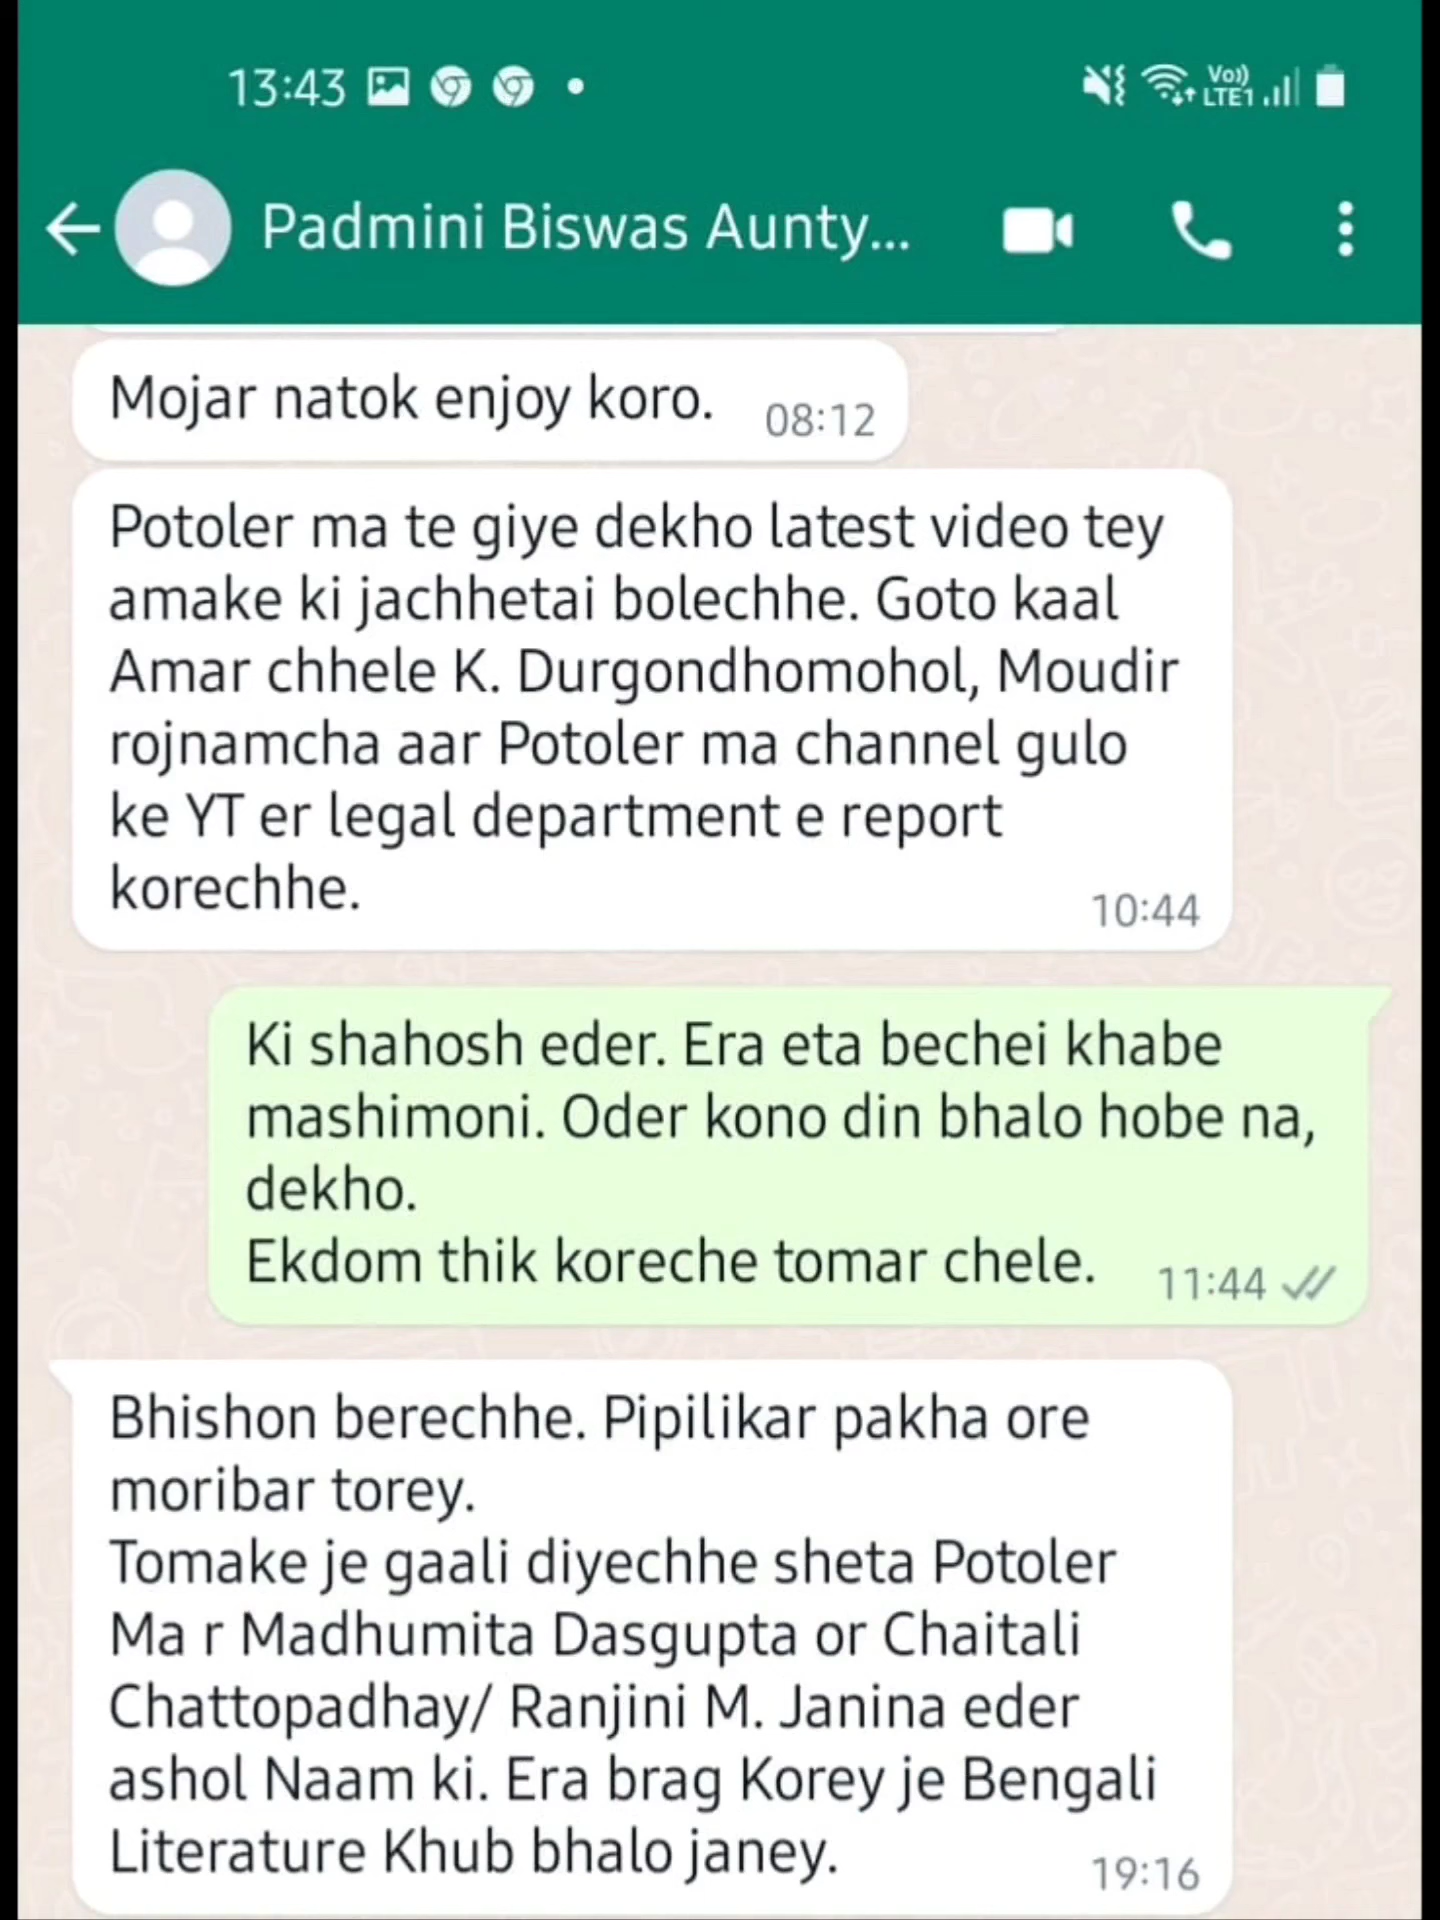 13:43
Vo))
LTE1
Padmini Biswas Aunty...
Mojar natok enjoy koro.
08:12
Potoler ma te giye dekho latest video tey
amake ki jachhetai bolechhe. Goto kaal
Amar chhele K. Durgondhomohol, Moudir
rojnamcha aar Potoler ma channel gulo
ke YT er legal department e report
korechhe.
10:44
Ki shahosh eder. Era eta bechei khabe
mashimoni. Oder kono din bhalo hobe na,
dekho.
Ekdom thik koreche tomar chele.
11:44
Bhishon berechhe. Pipilikar pakha ore
moribar torey.
Tomake je gaali diyechhe sheta Potoler
Ma r Madhumita Dasgupta or Chaitali
Chattopadhay/ Ranjini M. Janina eder
ashol Naam ki. Era brag Korey je Bengali
Literature Khub bhalo janey.
19:16